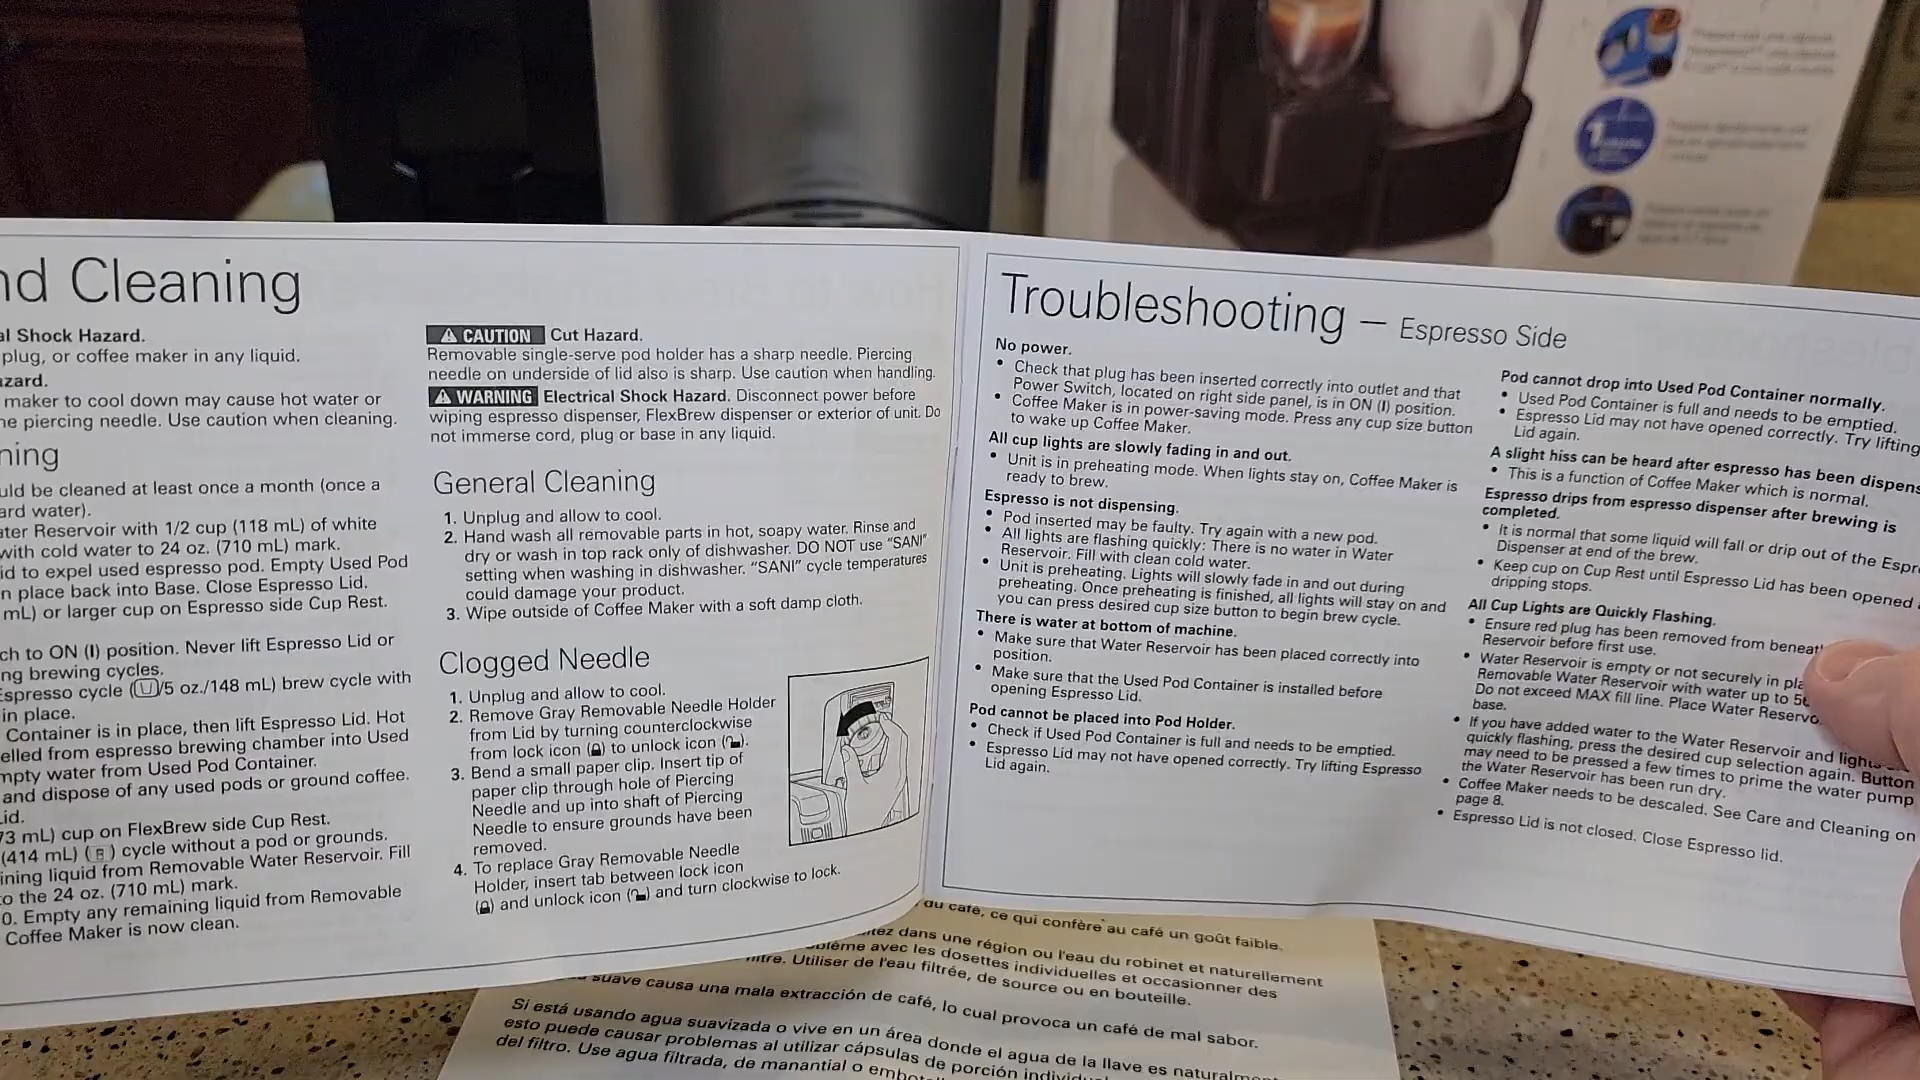 nd Cleaning
al Shock Hazard.
plug, or coffee maker in any liquid.
azard.
maker to cool down may cause hot water or
ne piercing needle. Use caution when cleaning.
ning
uld be cleaned at least once a month (once a
ard water).
ater Reservoir with 1/2 cup (118 mL) of white
with cold water to 24 oz. (710 mL) mark.
id to expel used espresso pod. Empty Used Pod
n place back into Base. Close Espresso Lid.
mL) or larger cup on Espresso side Cup Rest.
ch to ON (I) position. Never lift Espresso Lid or
ng brewing cycles.
Espresso cycle (/5 oz./148 mL) brew cycle with
in place.
Container is in place, then lift Espresso Lid. Hot
elled from espresso brewing chamber into Used
mpty water from Used Pod Container.
and dispose of any used pods or ground coffee.
Lid.
73 mL) cup on FlexBrew side Cup Rest.
(414 mL) () cycle without a pod or grounds.
ining liquid from Removable Water Reservoir. Fill
to the 24 oz. (710 mL) mark.
0. Empty any remaining liquid from Removable
Coffee Maker is now clean.
CAUTION Cut Hazard.
Removable single-serve pod holder has a sharp needle. Piercing
needle on underside of lid also is sharp. Use caution when handling.
WARNING Electrical Shock Hazard. Disconnect power before
wiping espresso dispenser, FlexBrew dispenser or exterior of unit. Do
not immerse cord, plug or base in any liquid.
General Cleaning
1. Unplug and allow to cool.
2. Hand wash all removable parts in hot, soapy water. Rinse and
dry or wash in top rack only of dishwasher. DO NOT use "SANI"
setting when washing in dishwasher. "SANI" cycle temperatures
could damage your product.
3. Wipe outside of Coffee Maker with a soft damp cloth.
Clogged Needle
1. Unplug and allow to cool.
2. Remove Gray Removable Needle Holder
from Lid by turning counterclockwise
from lock icon () to unlock icon ().
3. Bend a small paper clip. Insert tip of
paper clip through hole of Piercing
Needle and up into shaft of Piercing
Needle to ensure grounds have been
removed.
4. To replace Gray Removable Needle
Holder, insert tab between lock icon
() and unlock icon () and turn clockwise to lock.
Troubleshooting – Espresso Side
No power.
• Check that plug has been inserted correctly into outlet and that
Power Switch, located on right side panel, is in ON (I) position.
• Coffee Maker is in power-saving mode. Press any cup size button
to wake up Coffee Maker.
All cup lights are slowly fading in and out.
• Unit is in preheating mode. When lights stay on, Coffee Maker is
ready to brew.
Espresso is not dispensing.
• Pod inserted may be faulty. Try again with a new pod.
• All lights are flashing quickly: There is no water in Water
Reservoir. Fill with clean cold water.
• Unit is preheating. Lights will slowly fade in and out during
preheating. Once preheating is finished, all lights will stay on and
you can press desired cup size button to begin brew cycle.
There is water at bottom of machine.
• Make sure that Water Reservoir has been placed correctly into
position.
• Make sure that the Used Pod Container is installed before
opening Espresso Lid.
Pod cannot be placed into Pod Holder.
• Check if Used Pod Container is full and needs to be emptied.
• Espresso Lid may not have opened correctly. Try lifting Espresso
Lid again.
Pod cannot drop into Used Pod Container normally.
• Used Pod Container is full and needs to be emptied.
• Espresso Lid may not have opened correctly. Try lifting
Lid again.
A slight hiss can be heard after espresso has been dispens
• This is a function of Coffee Maker which is normal.
Espresso drips from espresso dispenser after brewing is
completed.
• It is normal that some liquid will fall or drip out of the Espre
Dispenser at end of the brew.
• Keep cup on Cup Rest until Espresso Lid has been opened
dripping stops.
All Cup Lights are Quickly Flashing.
• Ensure red plug has been removed from beneat
Reservoir before first use.
• Water Reservoir is empty or not securely in pla
Removable Water Reservoir with water up to 5
Do not exceed MAX fill line. Place Water Reservo
base.
• If you have added water to the Water Reservoir and lights
quickly flashing, press the desired cup selection again. Button
may need to be pressed a few times to prime the water pump
the Water Reservoir has been run dry.
• Coffee Maker needs to be descaled. See Care and Cleaning on
page 8.
• Espresso Lid is not closed. Close Espresso lid.
du café, ce qui confère au café un goût faible.
itez dans une région ou l'eau du robinet et naturellement
oblème avec les dosettes individuelles et occasionner des
iltre. Utiliser de l'eau filtrée, de source ou en bouteille.
suave causa una mala extracción de café, lo cual provoca un café de mal sabor.
Si está usando agua suavizada o vive en un área donde el agua de la llave es naturalme
esto puede causar problemas al utilizar cápsulas de porción individu
del filtro. Use agua filtrada, de manantial o embot
1